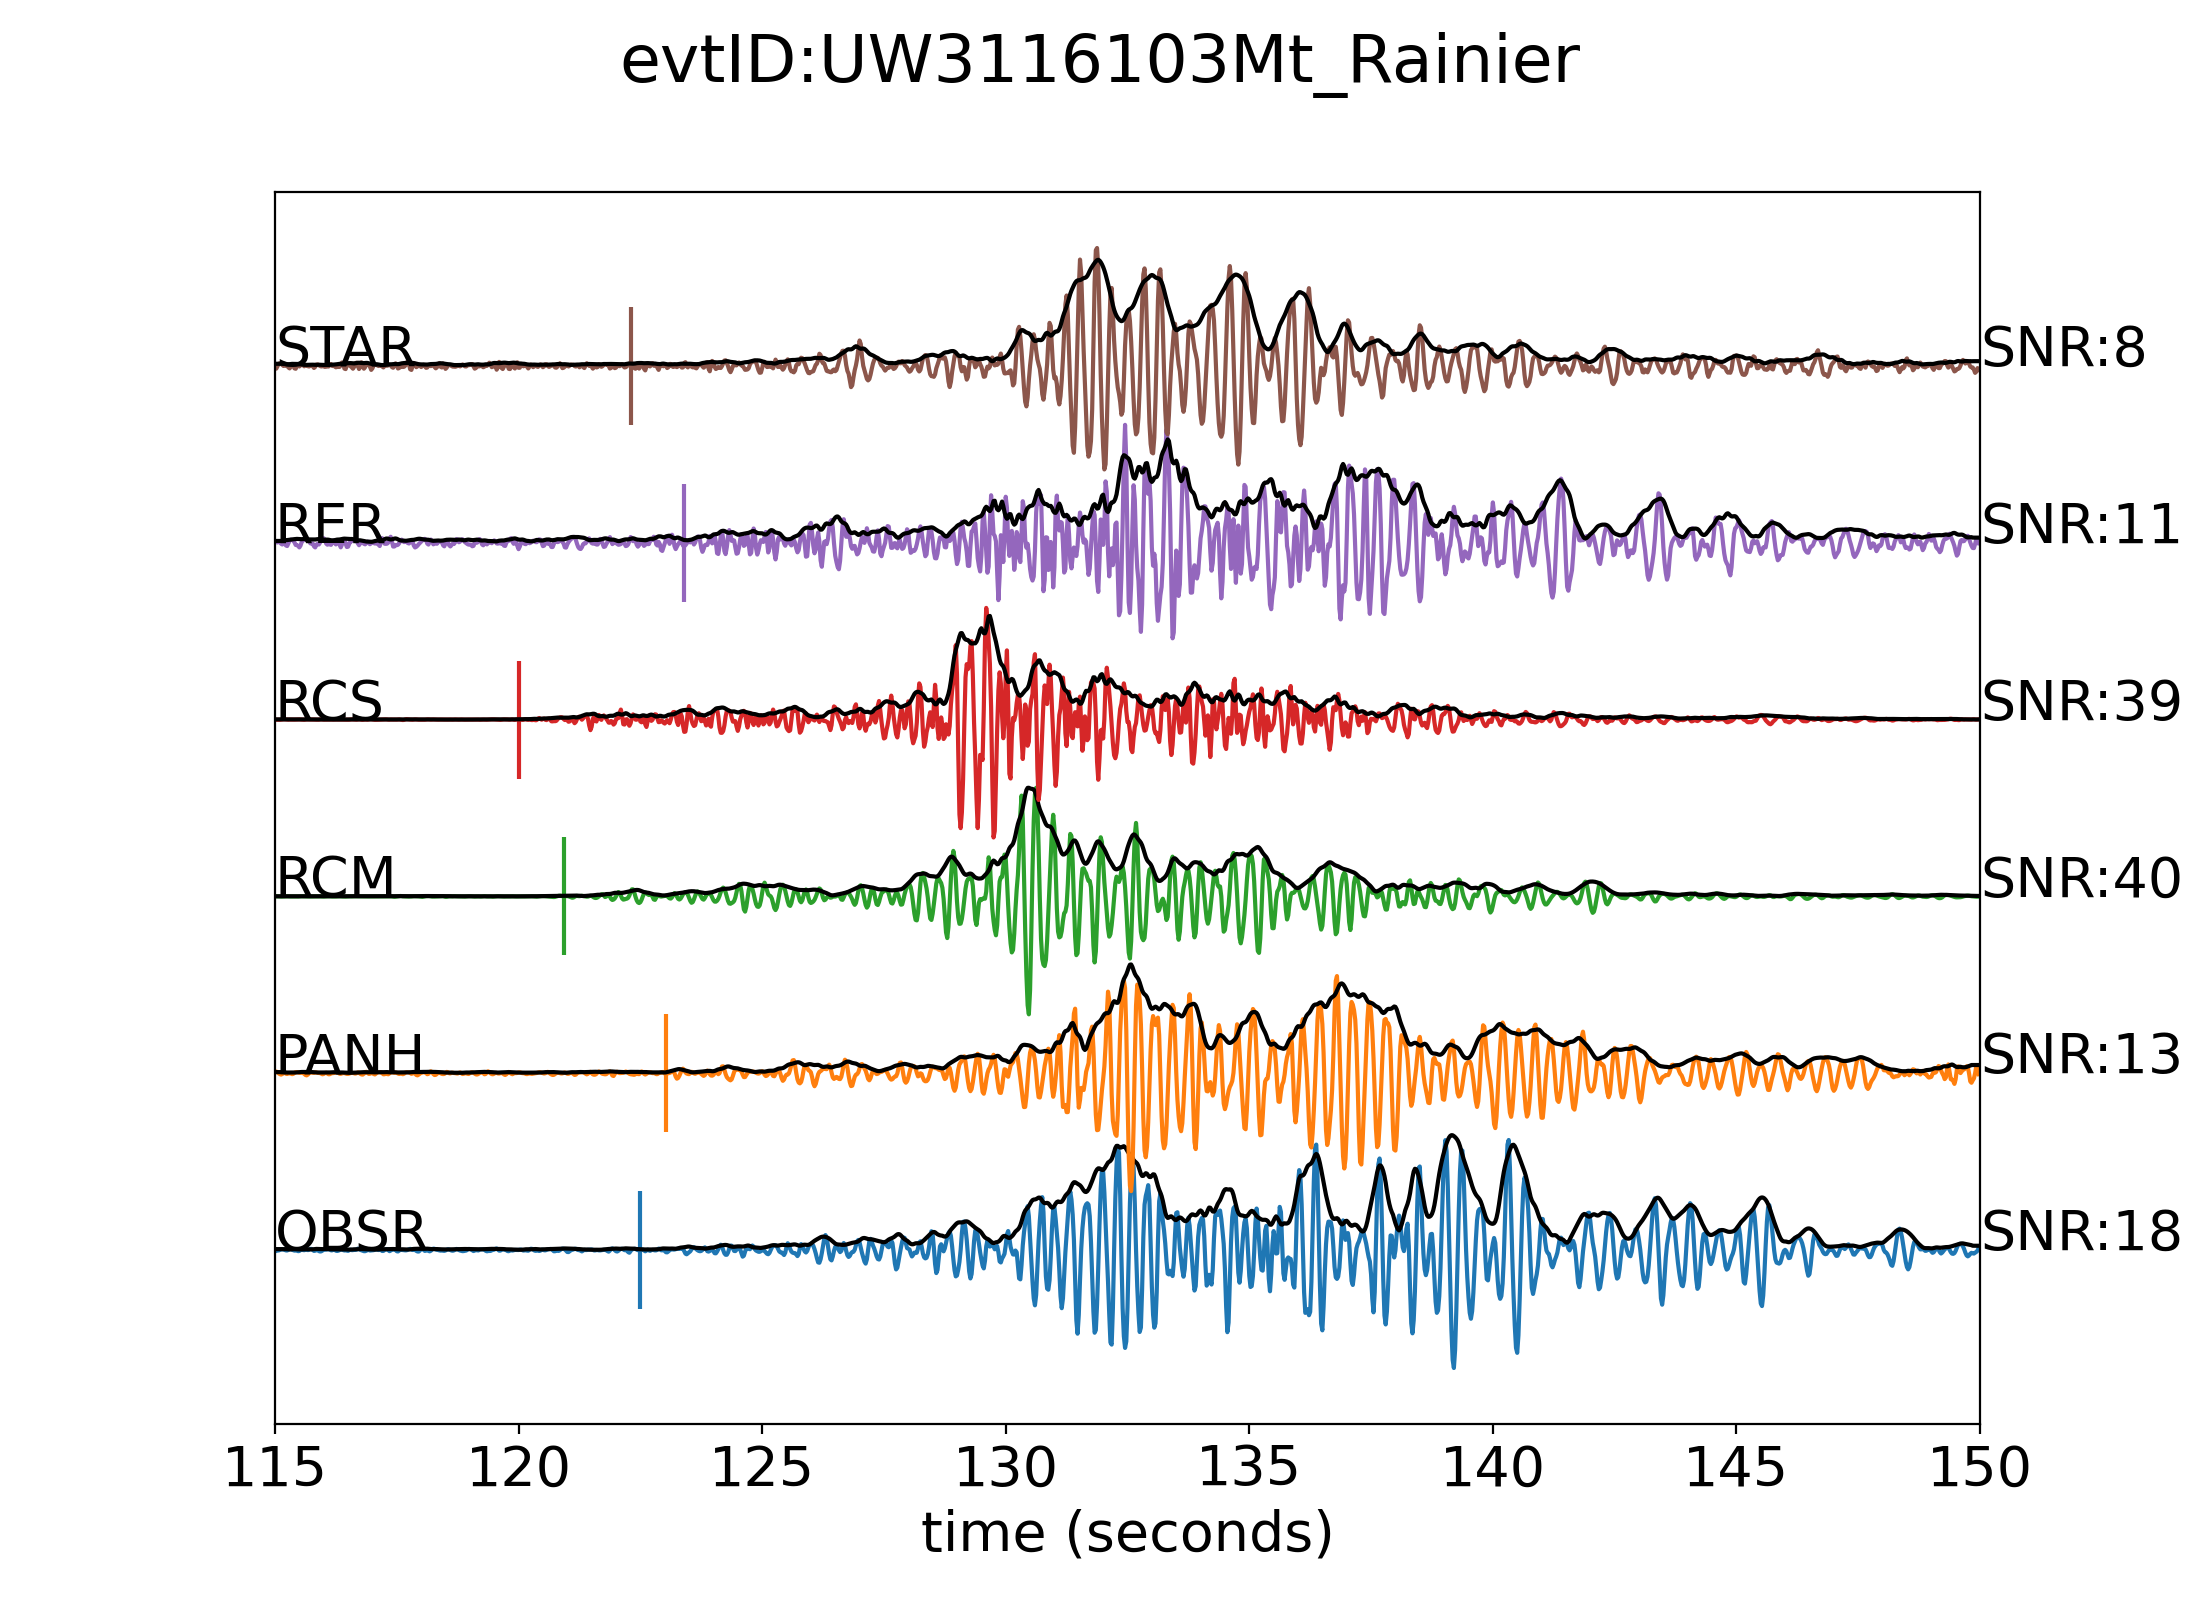 evtID:UW3116103Mt_Rainier
STAR SNR:8
RER SNR:11
RCS SNR:39
RCM SNR:40
PANH SNR:13
OBSR SNR:18
115 120 125 130 135 140 145 150
time (seconds)